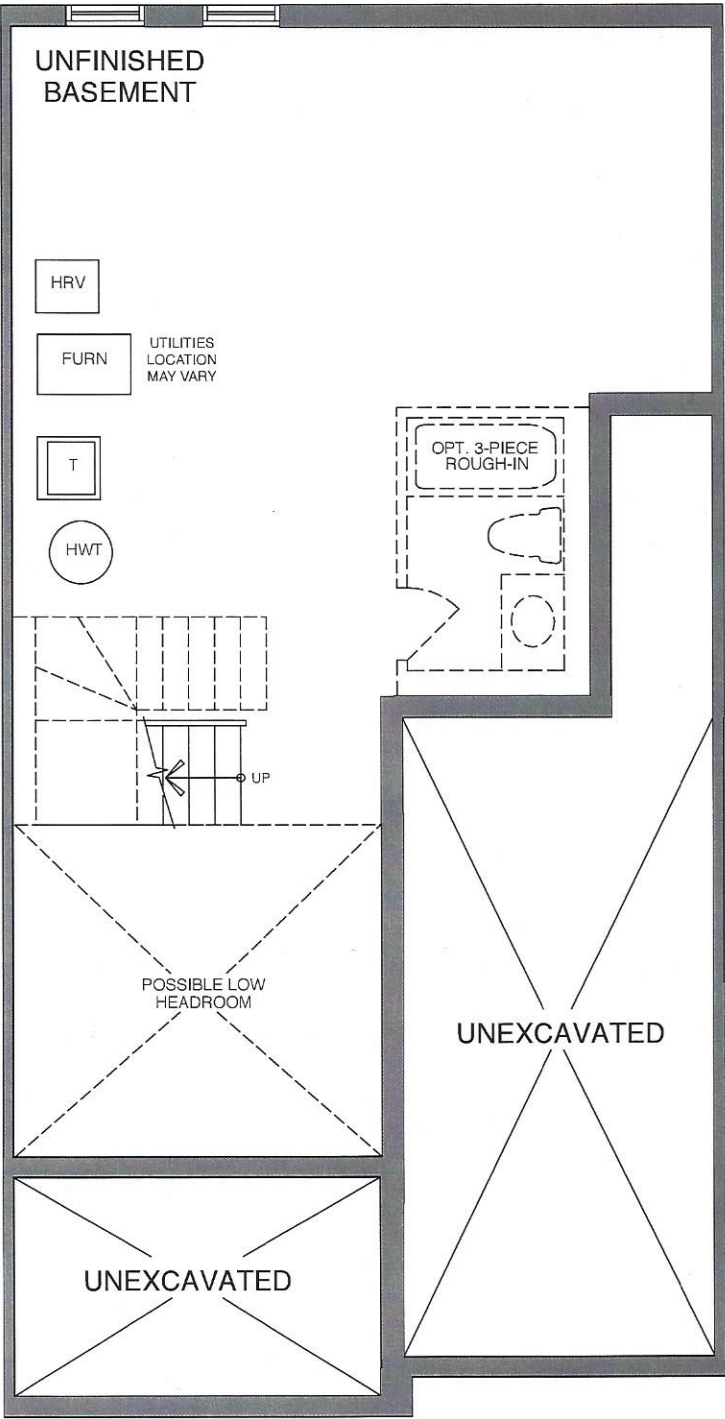 UNFINISHED
BASEMENT
HRV
FURN
UTILITIES
LOCATION
MAY VARY
T
OPT. 3-PIECE
ROUGH-IN
HWT
UP
POSSIBLE LOW
HEADROOM
UNEXCAVATED
UNEXCAVATED